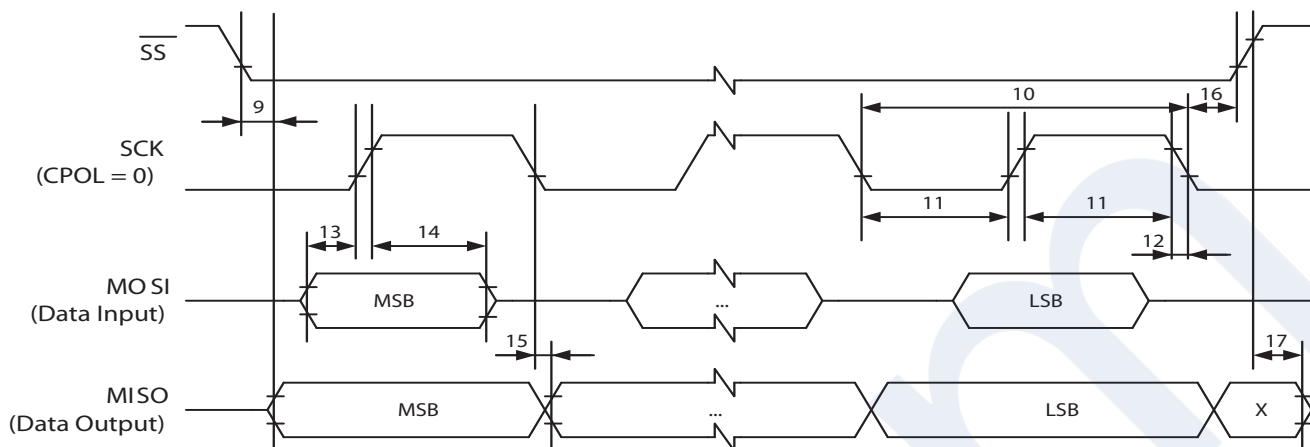 SS
9
10
16
SCK
(CPOL = 0)
11
11
13
14
12
MOSI
(Data Input)
MSB
...
LSB
15
17
MISO
(Data Output)
MSB
...
LSB
X